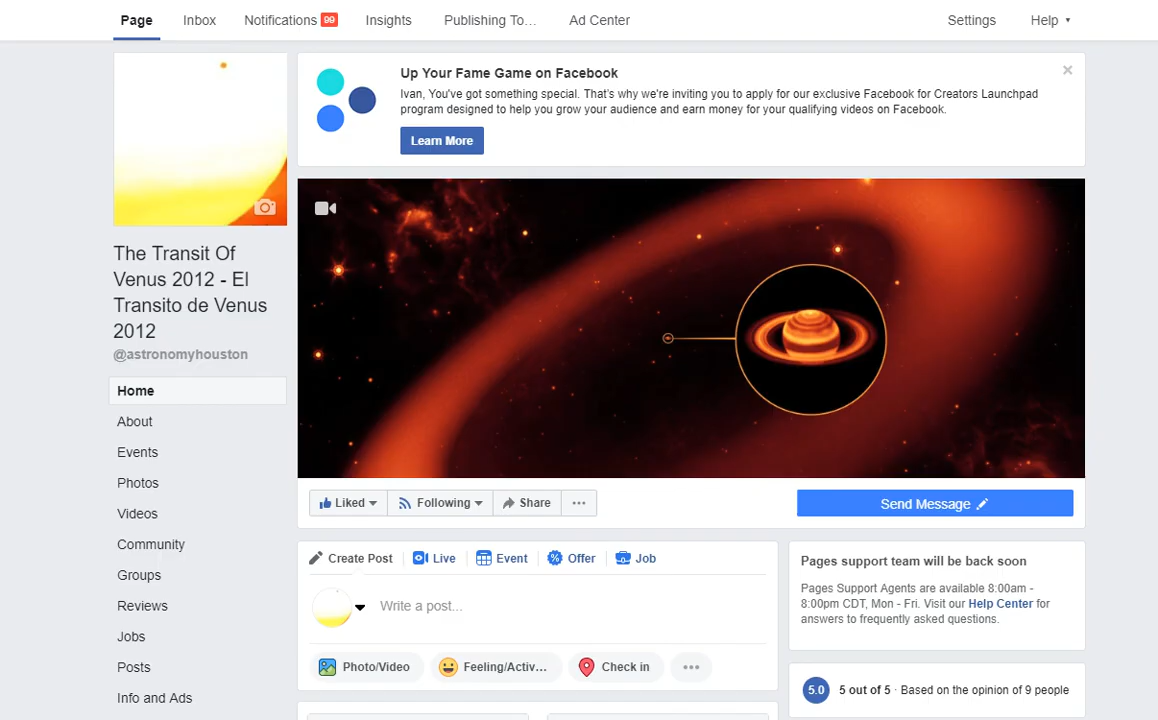 Page Inbox Notifications 99 Insights Publishing To… Ad Center Settings Help
Up Your Fame Game on Facebook
Ivan, You've got something special. That's why we're inviting you to apply for our exclusive Facebook for Creators Launchpad
program designed to help you grow your audience and earn money for your qualifying videos on Facebook.
Learn More
The Transit Of
Venus 2012 - El
Transito de Venus
2012
@astronomyhouston
Home
About
Events
Photos
Videos
Community
Groups
Reviews
Jobs
Posts
Info and Ads
Liked Following Share ... Send Message
Create Post Live Event Offer Job
Write a post...
Photo/Video Feeling/Activ... Check in ...
Pages support team will be back soon
Pages Support Agents are available 8:00am -
8:00pm CDT, Mon - Fri. Visit our Help Center for
answers to frequently asked questions.
5.0 5 out of 5 · Based on the opinion of 9 people